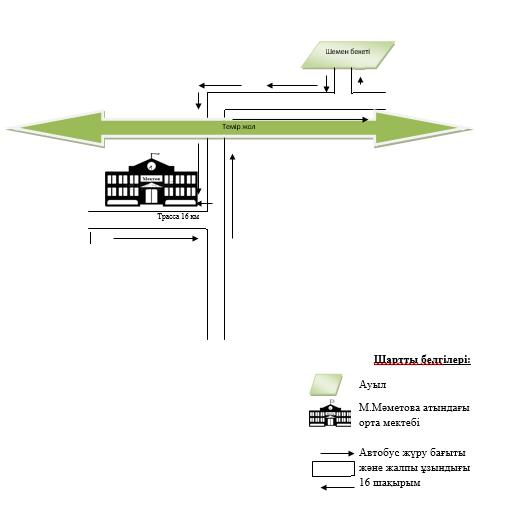 Шемен бекеті
Темір жол
Мектеп
Трасса 16 км
Шартты белгілері:
Ауыл
М.Мәметова атындағы
орта мектебі
Автобус жүру бағыты
және жалпы ұзындығы
16 шақырым